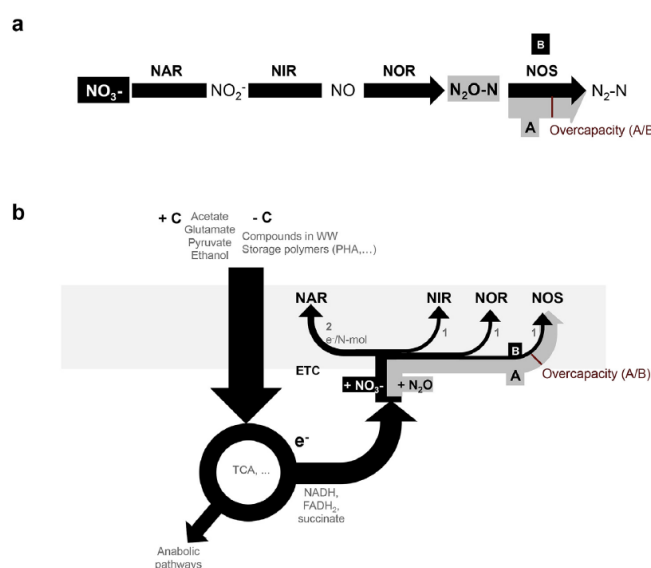 a
B
NAR NIR NOR NOS
NO₃- NO₂⁻ NO N₂O-N N₂-N
A Overcapacity (A/B
b
+ C Acetate - C
Glutamate Compounds in WW
Pyruvate Storage polymers (PHA,...)
Ethanol
NAR NIR NOR NOS
2 1 1 1
e⁻/N-mol
B
ETC A Overcapacity (A/B)
+ NO₃- + N₂O
e⁻
TCA, ...
NADH,
FADH₂,
succinate
Anabolic
pathways